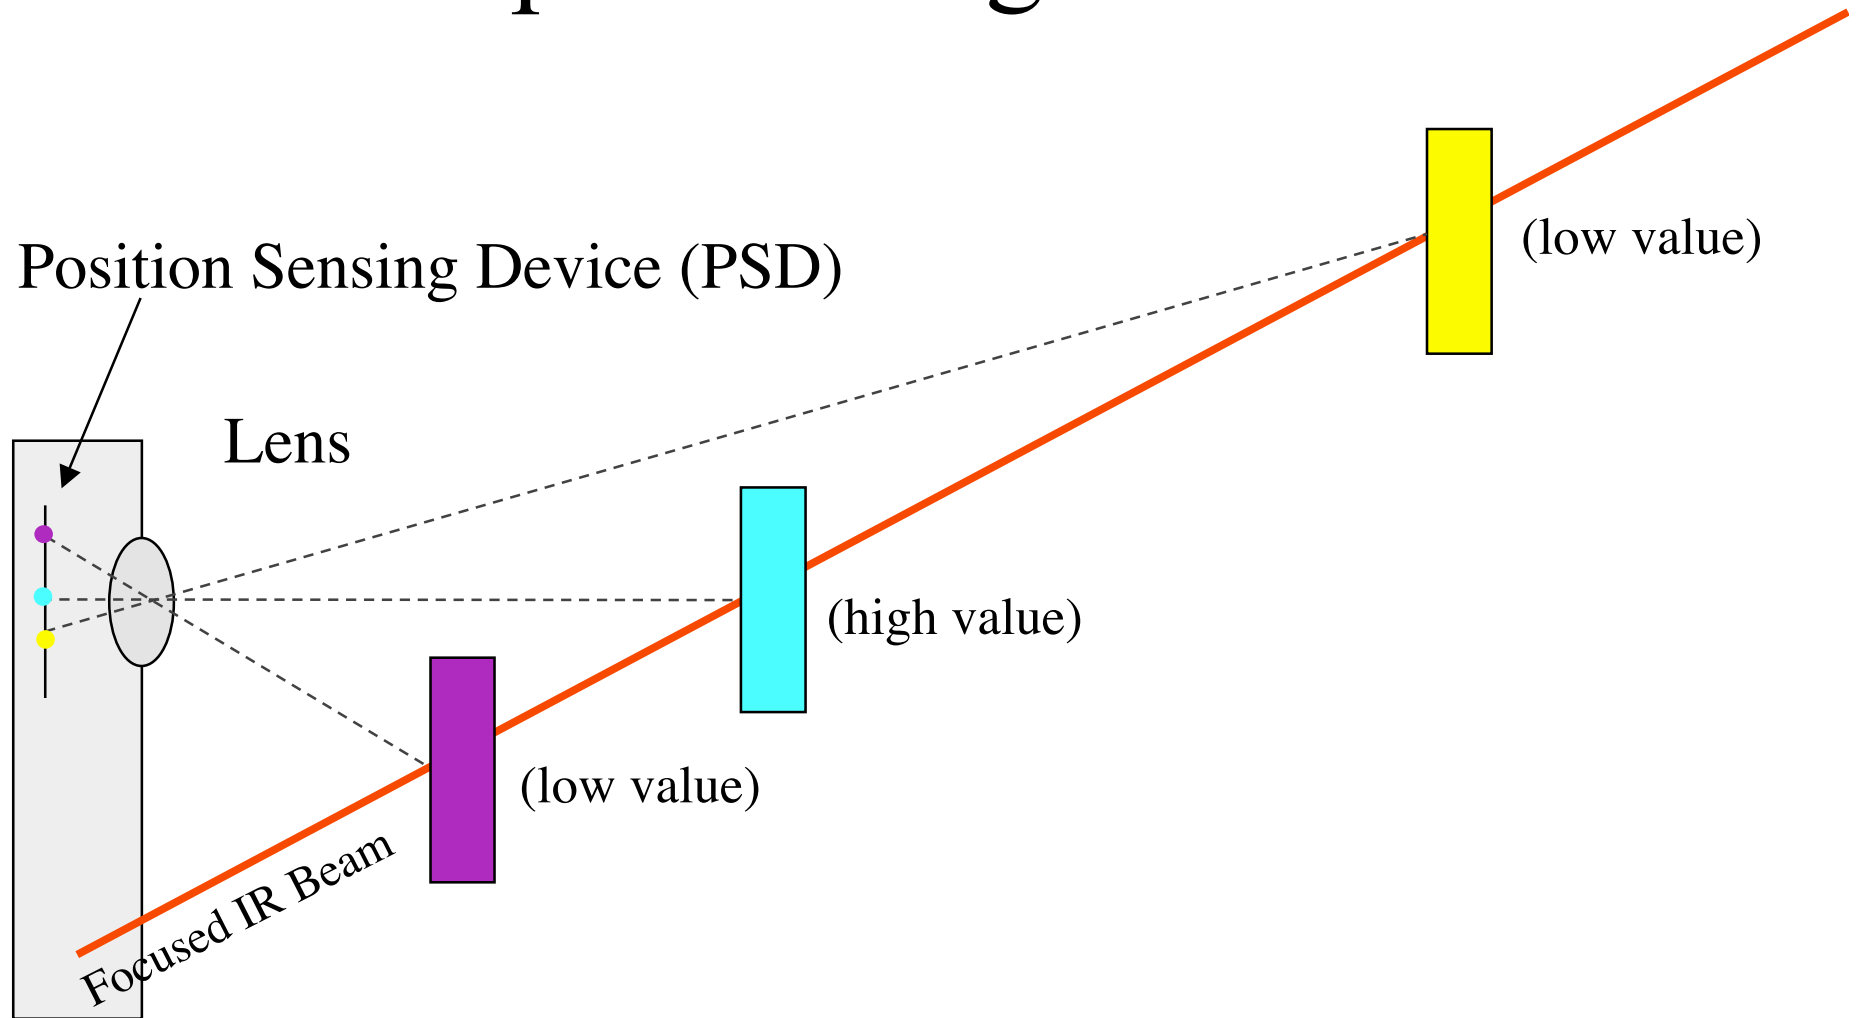 Position Sensing Device (PSD)
(low value)
Lens
(high value)
(low value)
Focused IR Beam